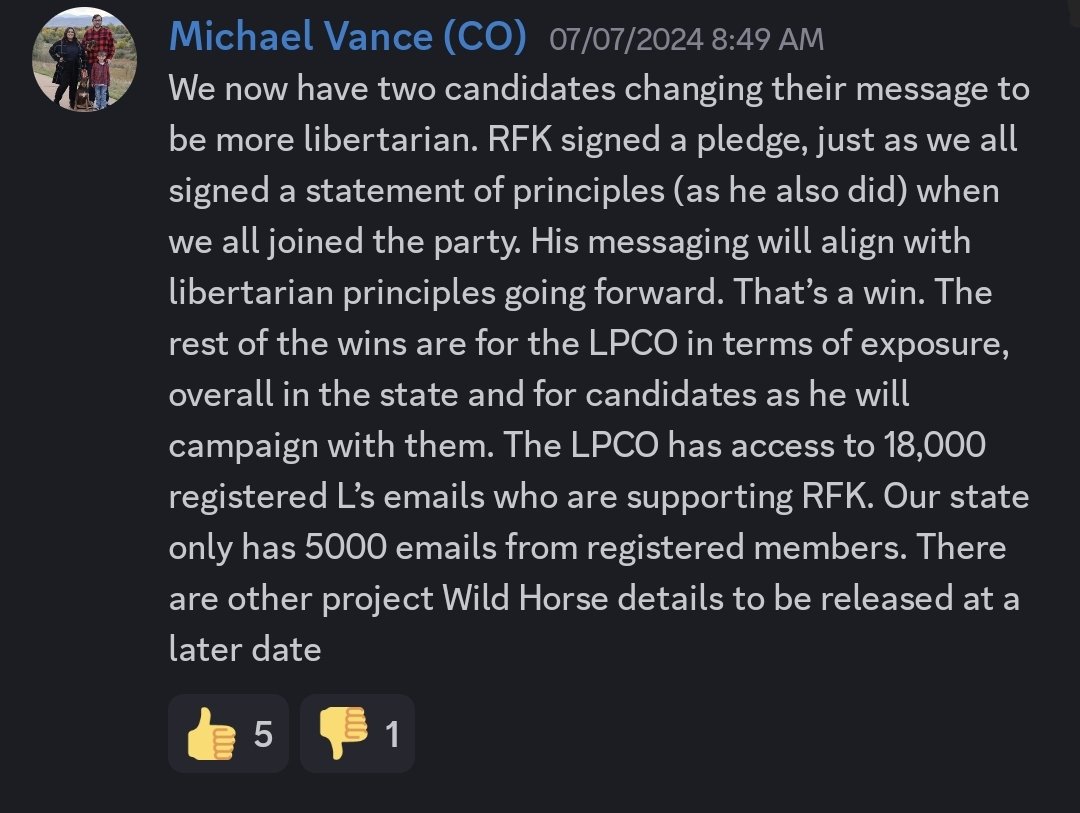 Michael Vance (CO) 07/07/2024 8:49 AM
We now have two candidates changing their message to
be more libertarian. RFK signed a pledge, just as we all
signed a statement of principles (as he also did) when
we all joined the party. His messaging will align with
libertarian principles going forward. That’s a win. The
rest of the wins are for the LPCO in terms of exposure,
overall in the state and for candidates as he will
campaign with them. The LPCO has access to 18,000
registered L’s emails who are supporting RFK. Our state
only has 5000 emails from registered members. There
are other project Wild Horse details to be released at a
later date
👍 5 👎 1